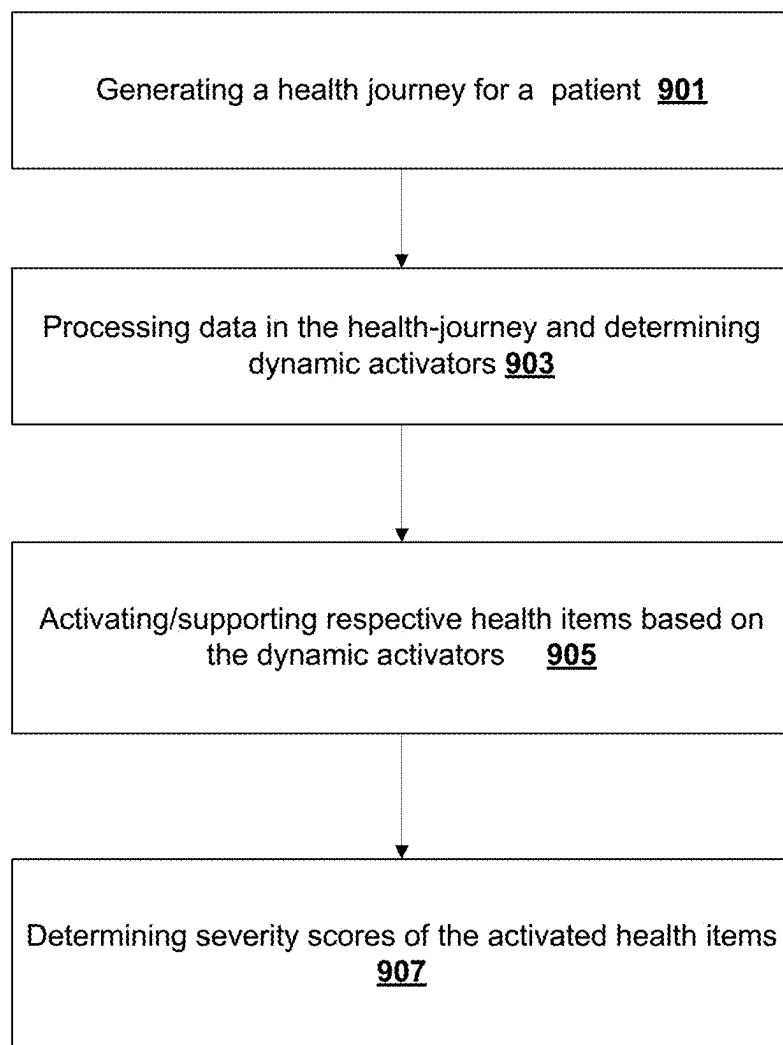 Generating a health journey for a patient 901
Processing data in the health-journey and determining
dynamic activators 903
Activating/supporting respective health items based on
the dynamic activators 905
Determining severity scores of the activated health items
907